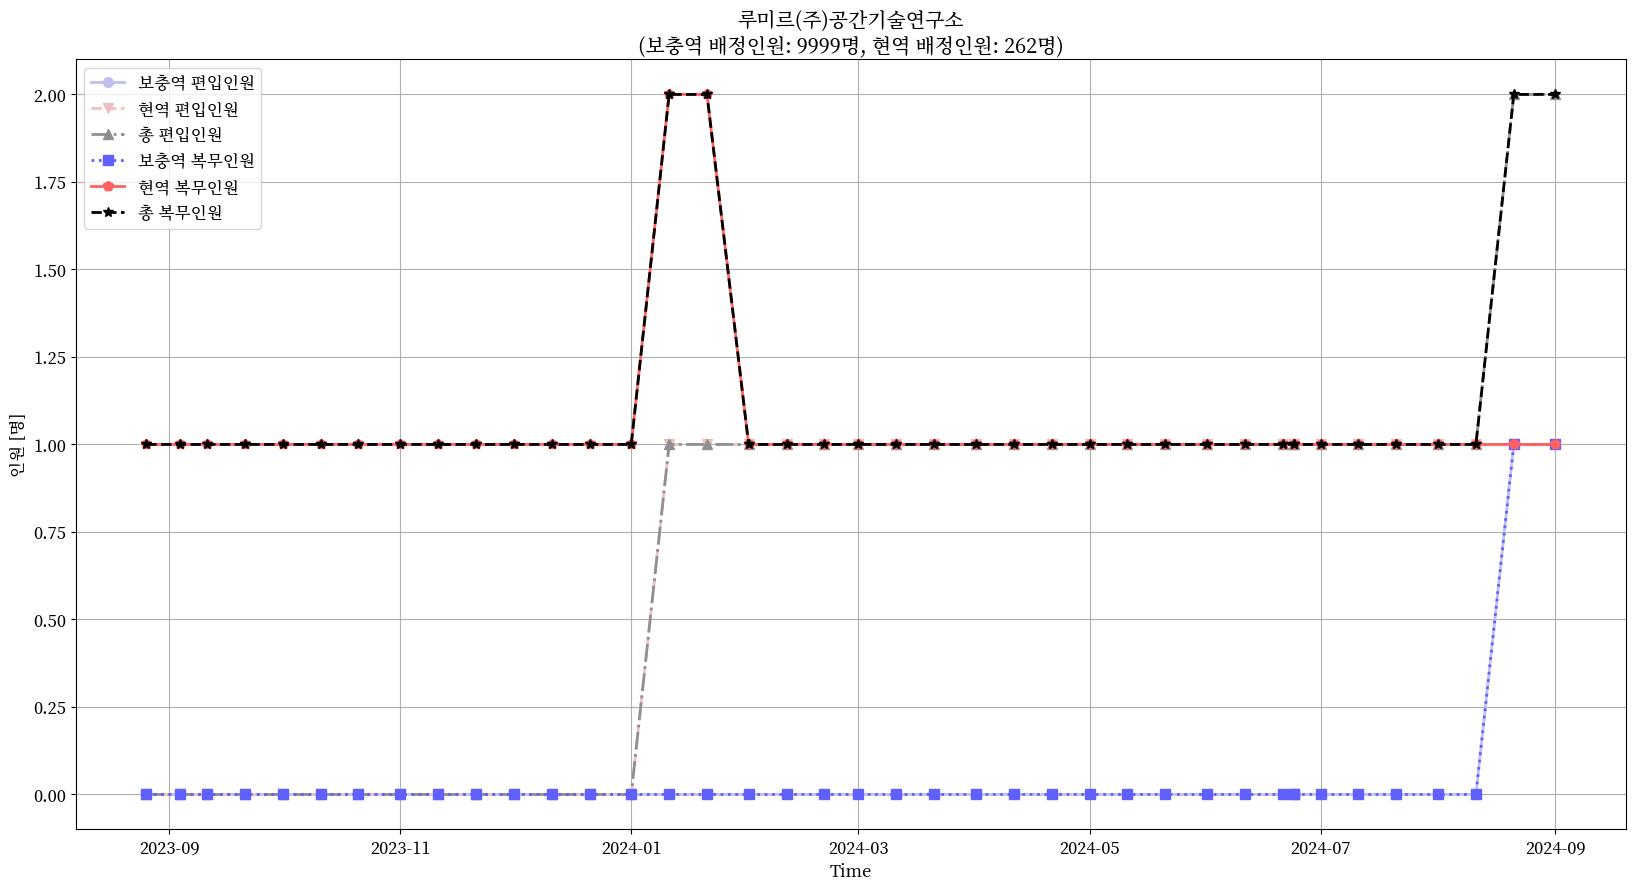 루미르(주)공간기술연구소
(보충역 배정인원: 9999명, 현역 배정인원: 262명)
보충역 편입인원
현역 편입인원
총 편입인원
보충역 복무인원
현역 복무인원
총 복무인원
2.00
1.75
1.50
1.25
1.00
0.75
0.50
0.25
0.00
인원 [명]
2023-09
2023-11
2024-01
2024-03
2024-05
2024-07
2024-09
Time